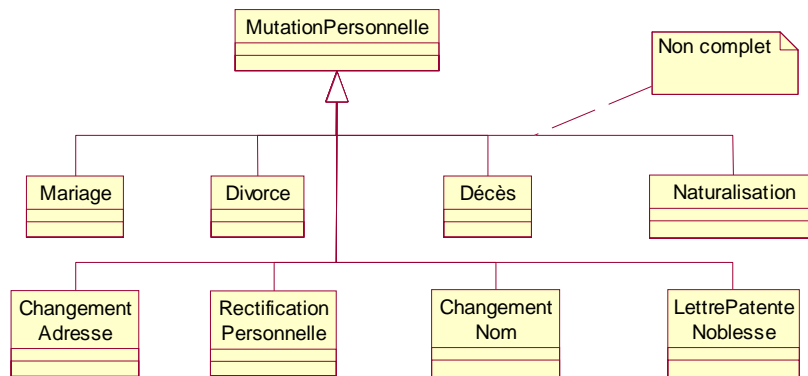 MutationPersonnelle
Non complet
Mariage
Divorce
Décès
Naturalisation
Changement
Adresse
Rectification
Personnelle
Changement
Nom
LettrePatente
Noblesse